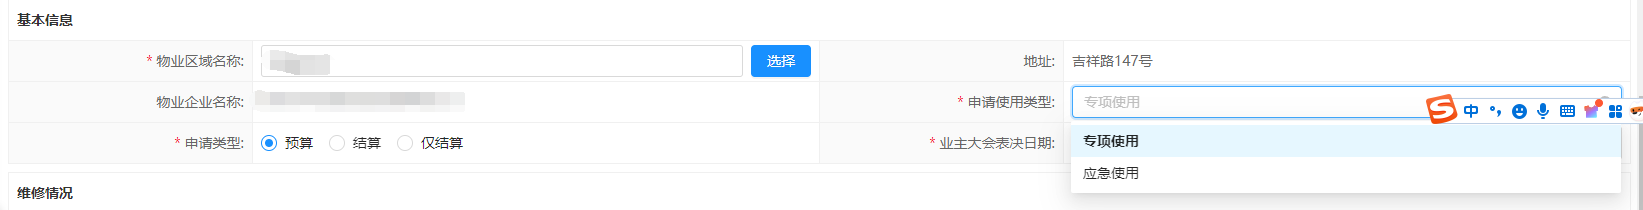 基本信息
* 物业区域名称: 选择 地址: 吉祥路147号
物业企业名称: * 申请使用类型: 专项使用
中
* 申请类型: 预算 结算 仅结算 * 业主大会表决日期: 专项使用
应急使用
维修情况